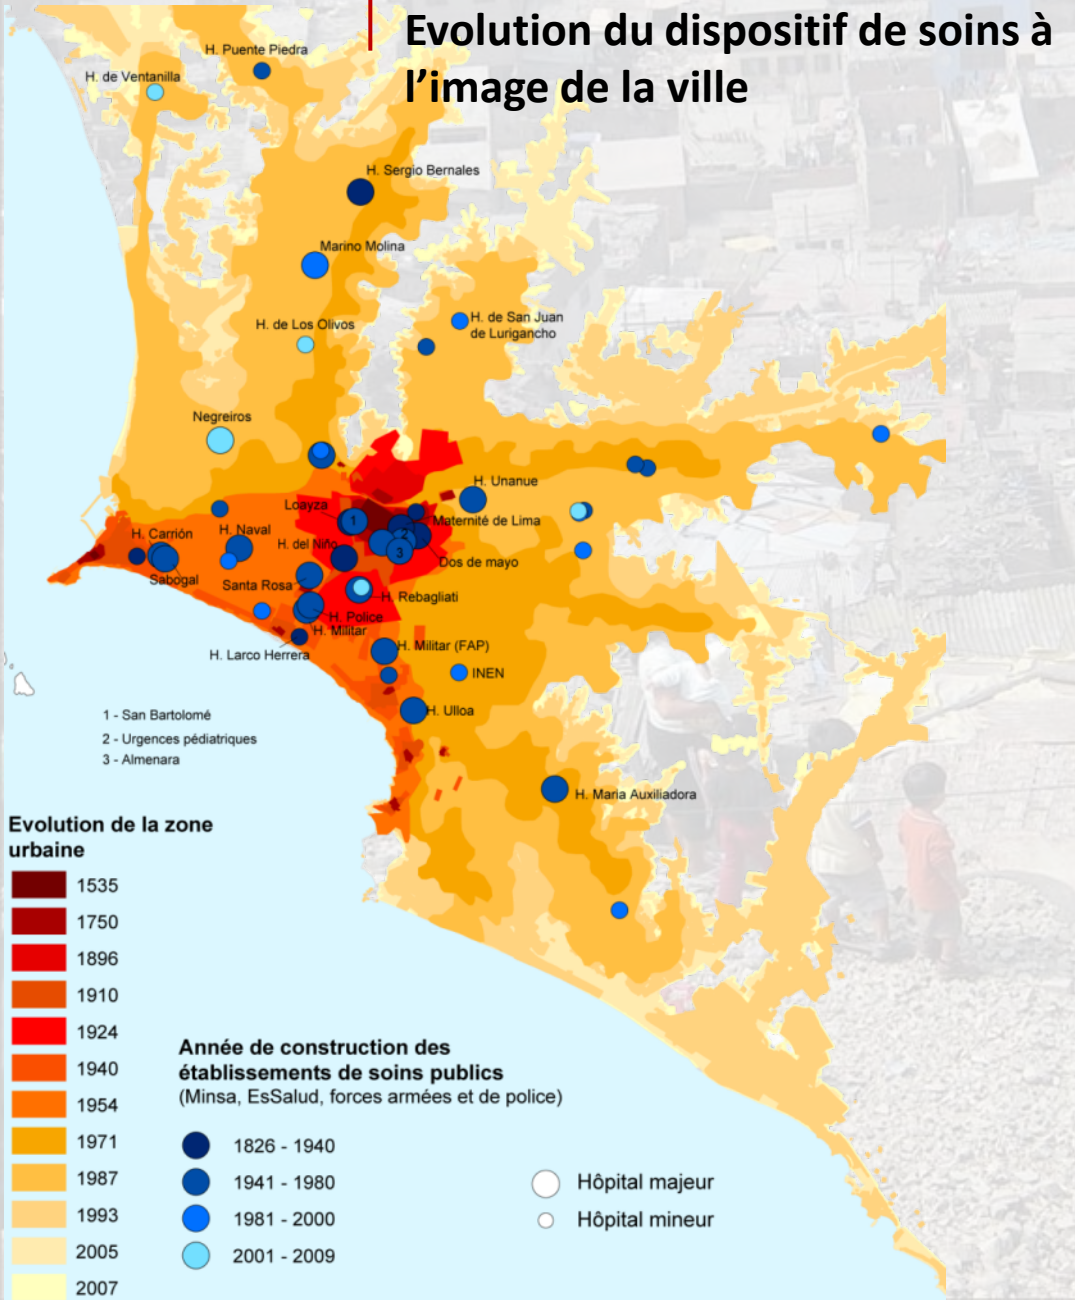 Evolution du dispositif de soins à
l'image de la ville
H. Puente Piedra
H. de Ventanilla
H. Sergio Bernales
Marino Molina
H. de Los Olivos
H. de San Juan
de Lurigancho
Negreiros
H. Unanue
Loayza
1
Maternité de Lima
2
H. Carrión
H. Naval
H. del Niño
3
Dos de mayo
Sabogal
Santa Rosa
H. Rebagliati
H. Police
H. Militar
H. Larco Herrera
H. Militar (FAP)
INEN
H. Ulloa
1 - San Bartolomé
2 - Urgences pédiatriques
3 - Almenara
H. Maria Auxiliadora
Evolution de la zone
urbaine
1535
1750
1896
1910
1924
1940
1954
1971
1987
1993
2005
2007
Année de construction des
établissements de soins publics
(Minsa, EsSalud, forces armées et de police)
1826 - 1940
1941 - 1980
1981 - 2000
2001 - 2009
Hôpital majeur
Hôpital mineur